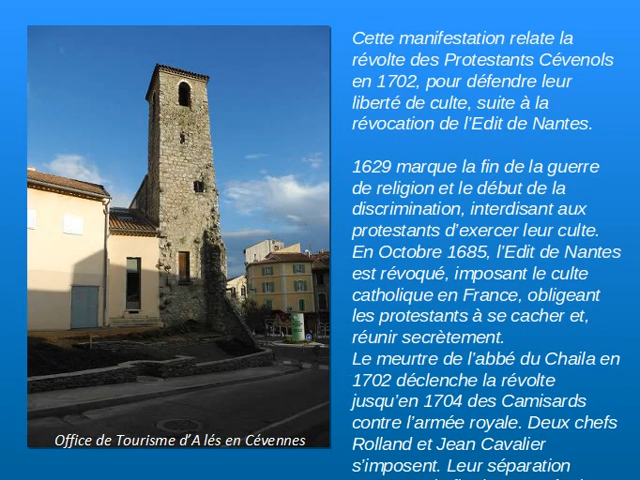 Cette manifestation relate la
révolte des Protestants Cévenols
en 1702, pour défendre leur
liberté de culte, suite à la
révocation de l’Edit de Nantes.
1629 marque la fin de la guerre
de religion et le début de la
discrimination, interdisant aux
protestants d’exercer leur culte.
En Octobre 1685, l’Edit de Nantes
est révoqué, imposant le culte
catholique en France, obligeant
les protestants à se cacher et,
réunir secrètement.
Le meurtre de l’abbé du Chaila en
1702 déclenche la révolte
jusqu’en 1704 des Camisards
contre l’armée royale. Deux chefs
Rolland et Jean Cavalier
s’imposent. Leur séparation
Office de Tourisme d’A lés en Cévennes